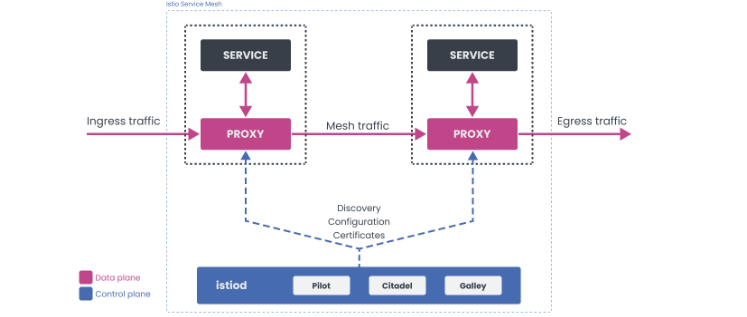 Istio Service Mesh
SERVICE
SERVICE
Ingress traffic
PROXY
Mesh traffic
PROXY
Egress traffic
Discovery
Configuration
Certificates
istiod
Pilot
Citadel
Galley
Data plane
Control plane